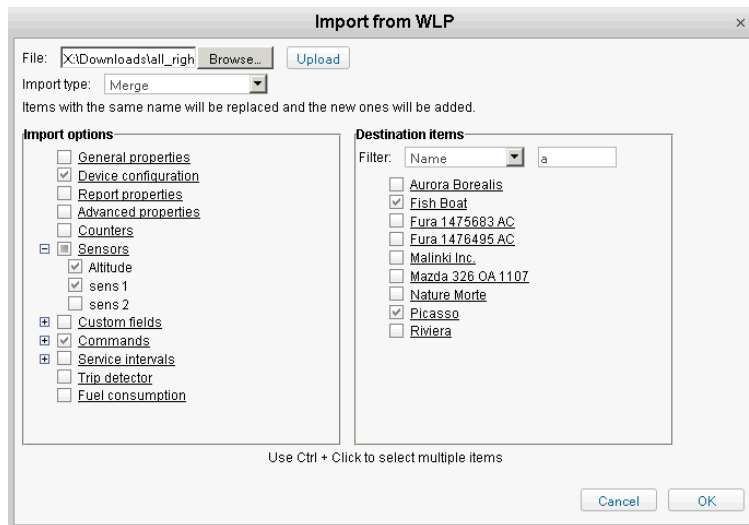 Import from WLP
File: X:\Downloads\all_righ Browse... Upload
Import type: Merge
Items with the same name will be replaced and the new ones will be added.
Import options
General properties
Device configuration
Report properties
Advanced properties
Counters
Sensors
Altitude
sens 1
sens 2
Custom fields
Commands
Service intervals
Trip detector
Fuel consumption
Destination items
Filter: Name a
Aurora Borealis
Fish Boat
Fura 1475683 AC
Fura 1476495 AC
Malinki Inc.
Mazda 326 OA 1107
Nature Morte
Picasso
Riviera
Use Ctrl + Click to select multiple items
Cancel OK